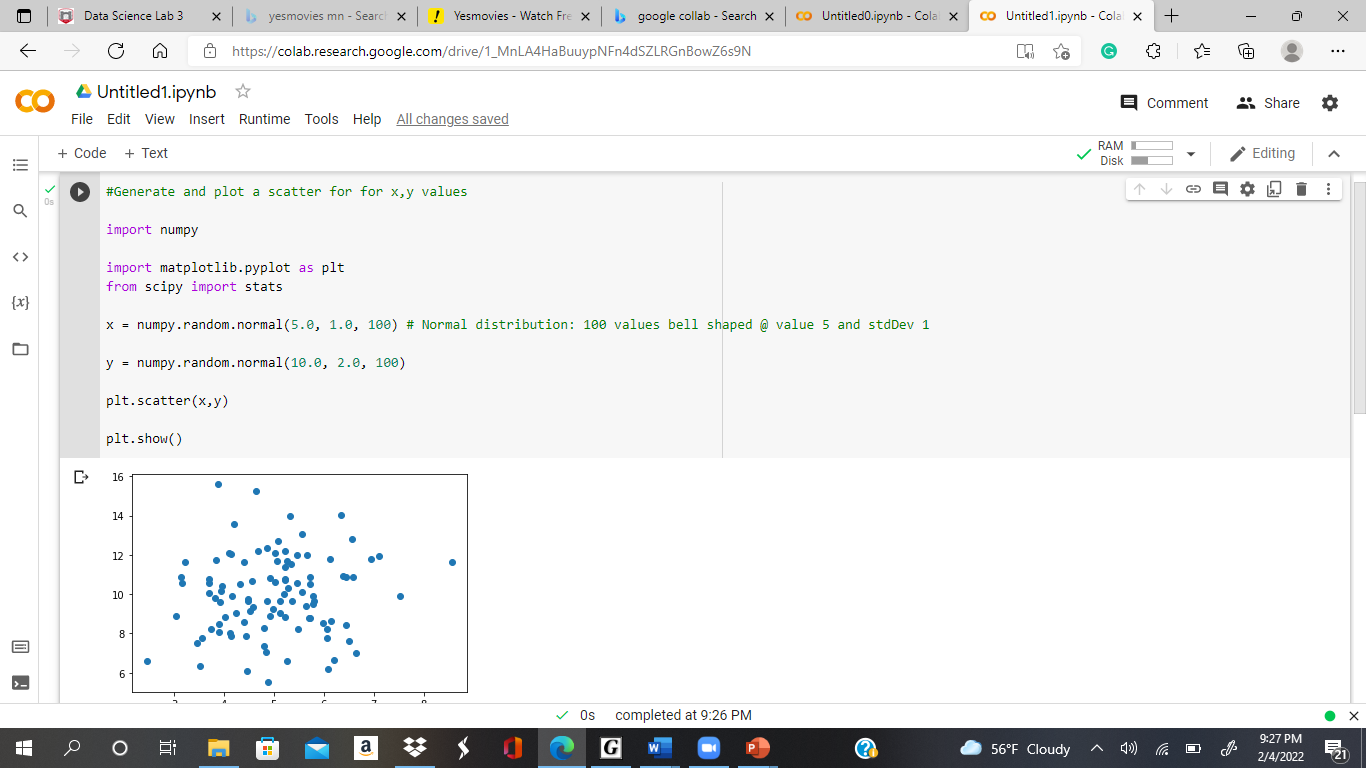 Data Science Lab 3
yesmovies mn - Searc
Yesmovies - Watch Fre
google collab - Search
Untitled0.ipynb - Cola
Untitled1.ipynb - Cola
https://colab.research.google.com/drive/1_MnLA4HaBuuypNFn4dSZLRGnBowZ6s9N
Untitled1.ipynb
Comment
Share
File Edit View Insert Runtime Tools Help All changes saved
+ Code + Text
RAM
Disk
Editing
0s
#Generate and plot a scatter for for x,y values
import numpy
import matplotlib.pyplot as plt
from scipy import stats
x = numpy.random.normal(5.0, 1.0, 100) # Normal distribution: 100 values bell shaped @ value 5 and stdDev 1
y = numpy.random.normal(10.0, 2.0, 100)
plt.scatter(x,y)
plt.show()
{x}
16
14
12
10
8
6
0s completed at 9:26 PM
56°F Cloudy
9:27 PM
2/4/2022
21